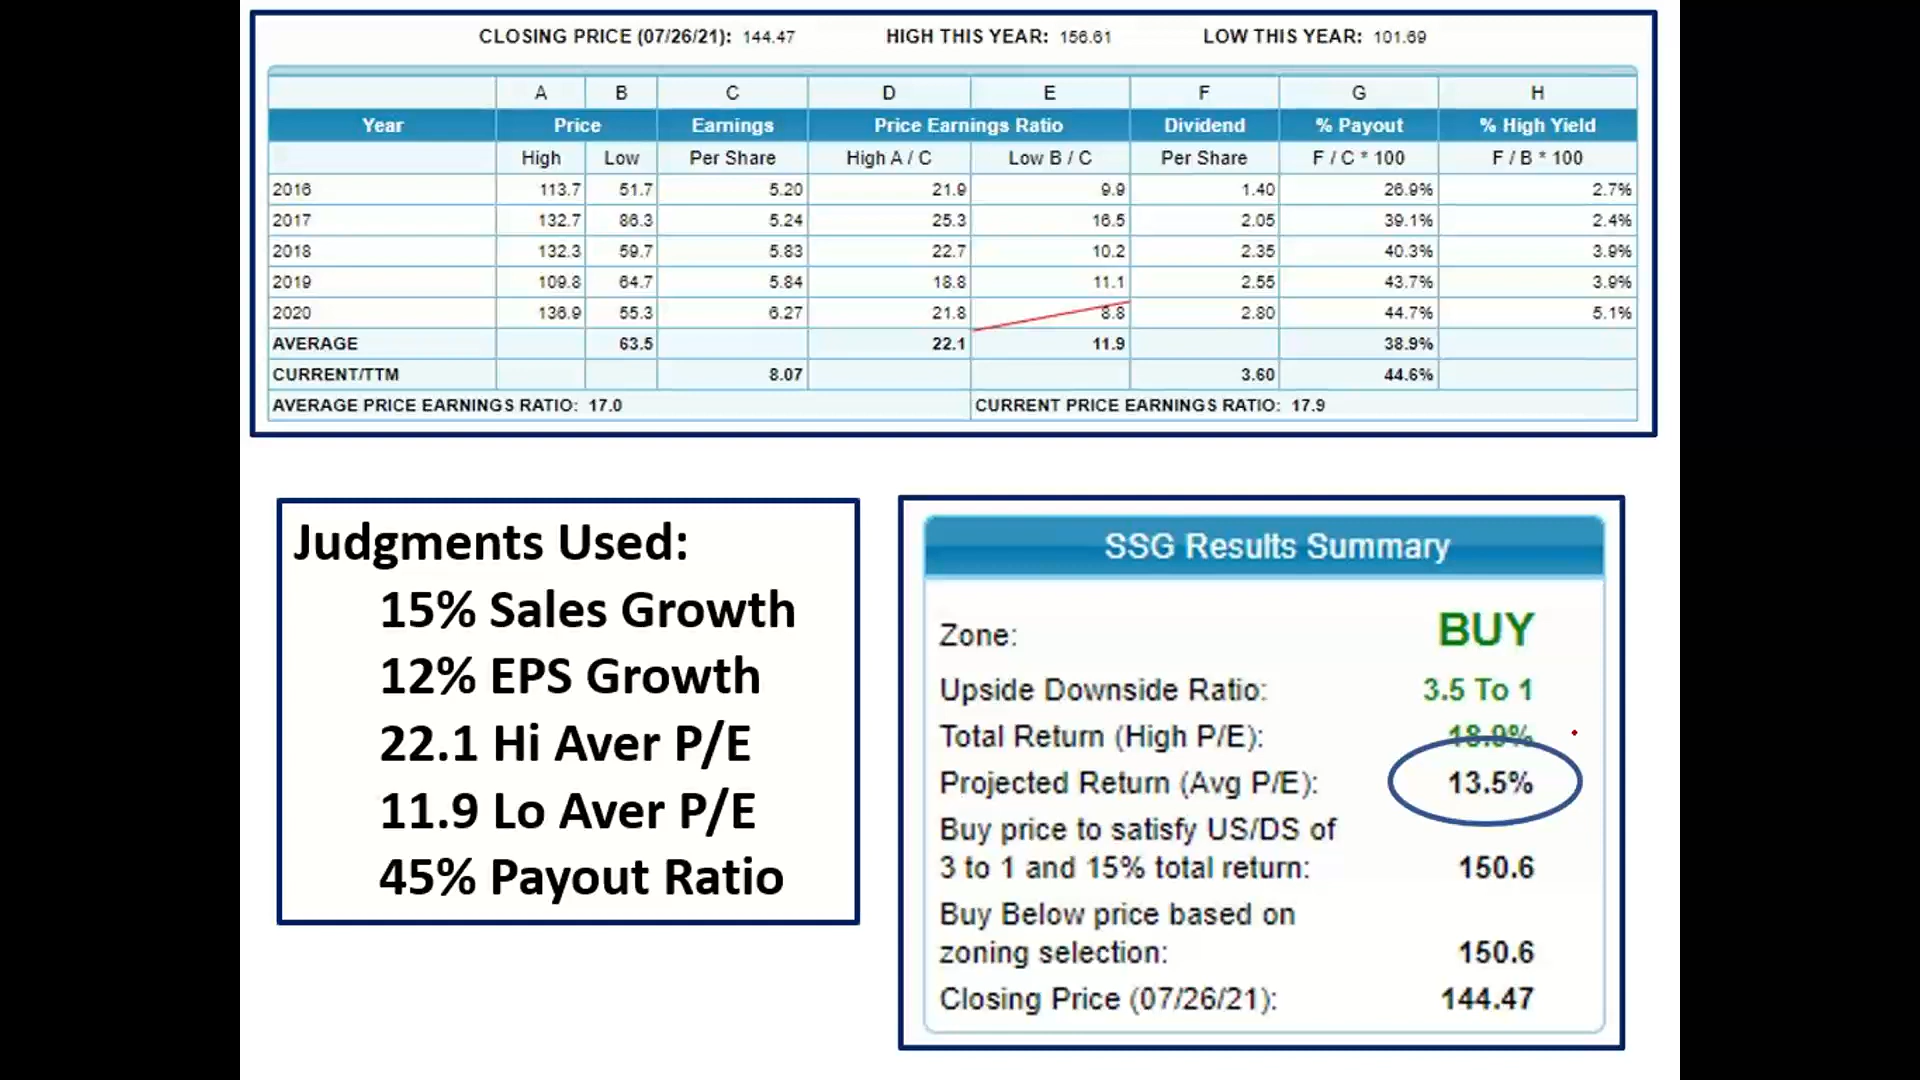 CLOSING PRICE (07/26/21): 144.47 HIGH THIS YEAR: 156.61 LOW THIS YEAR: 101.69
A B C D E F G H
Year Price Earnings Price Earnings Ratio Dividend % Payout % High Yield
High Low Per Share High A / C Low B / C Per Share F / C * 100 F / B * 100
2016 113.7 51.7 5.20 21.9 9.9 1.40 26.9% 2.7%
2017 132.7 86.3 5.24 25.3 16.5 2.05 39.1% 2.4%
2018 132.3 59.7 5.83 22.7 10.2 2.35 40.3% 3.9%
2019 109.8 64.7 5.84 18.8 11.1 2.55 43.7% 3.9%
2020 136.9 55.3 6.27 21.8 8.8 2.80 44.7% 5.1%
AVERAGE 63.5 22.1 11.9 38.9%
CURRENT/TTM 8.07 3.60 44.6%
AVERAGE PRICE EARNINGS RATIO: 17.0 CURRENT PRICE EARNINGS RATIO: 17.9
Judgments Used:
15% Sales Growth
12% EPS Growth
22.1 Hi Aver P/E
11.9 Lo Aver P/E
45% Payout Ratio
SSG Results Summary
Zone: BUY
Upside Downside Ratio: 3.5 To 1
Total Return (High P/E): 18.9%
Projected Return (Avg P/E): 13.5%
Buy price to satisfy US/DS of
3 to 1 and 15% total return: 150.6
Buy Below price based on
zoning selection: 150.6
Closing Price (07/26/21): 144.47